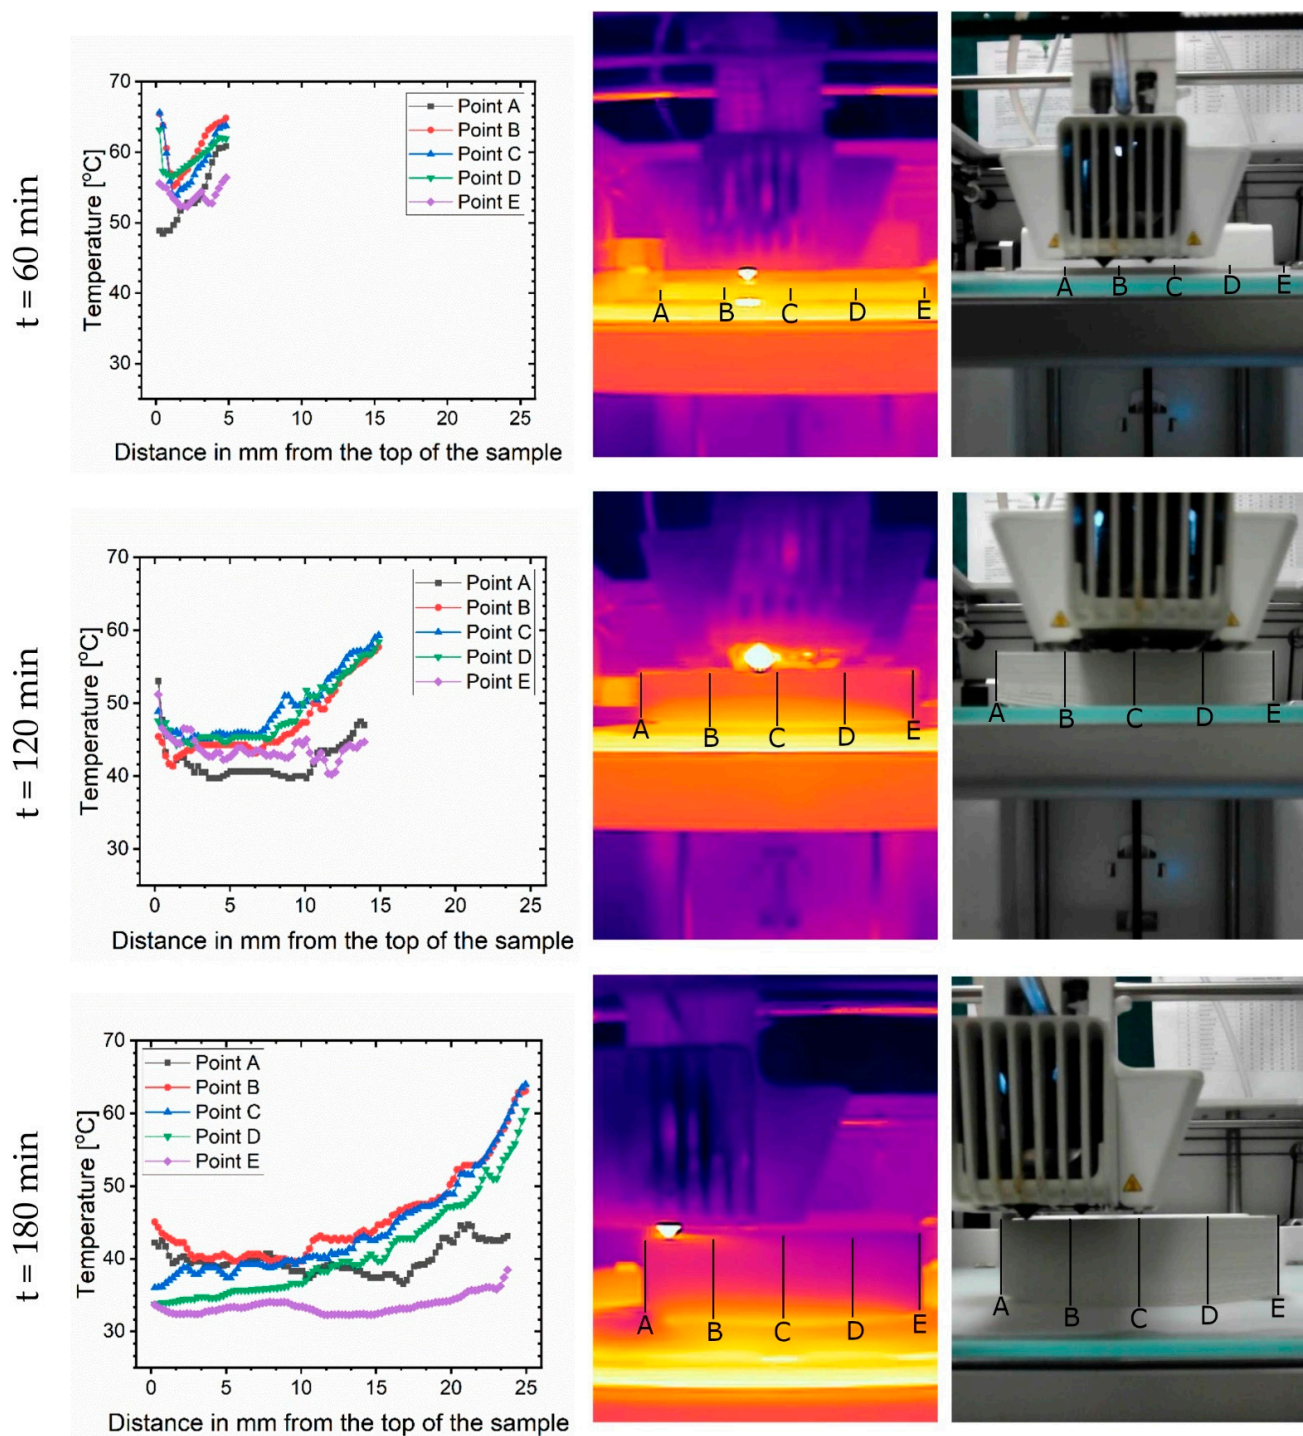 t = 60 min
Temperature [°C]
70
60
50
40
30
0 5 10 15 20 25
Distance in mm from the top of the sample
Point A
Point B
Point C
Point D
Point E
A B C D E
A B C D E
t = 120 min
Temperature [°C]
70
60
50
40
30
0 5 10 15 20 25
Distance in mm from the top of the sample
Point A
Point B
Point C
Point D
Point E
A B C D E
A B C D E
t = 180 min
Temperature [°C]
70
60
50
40
30
0 5 10 15 20 25
Distance in mm from the top of the sample
Point A
Point B
Point C
Point D
Point E
A B C D E
A B C D E